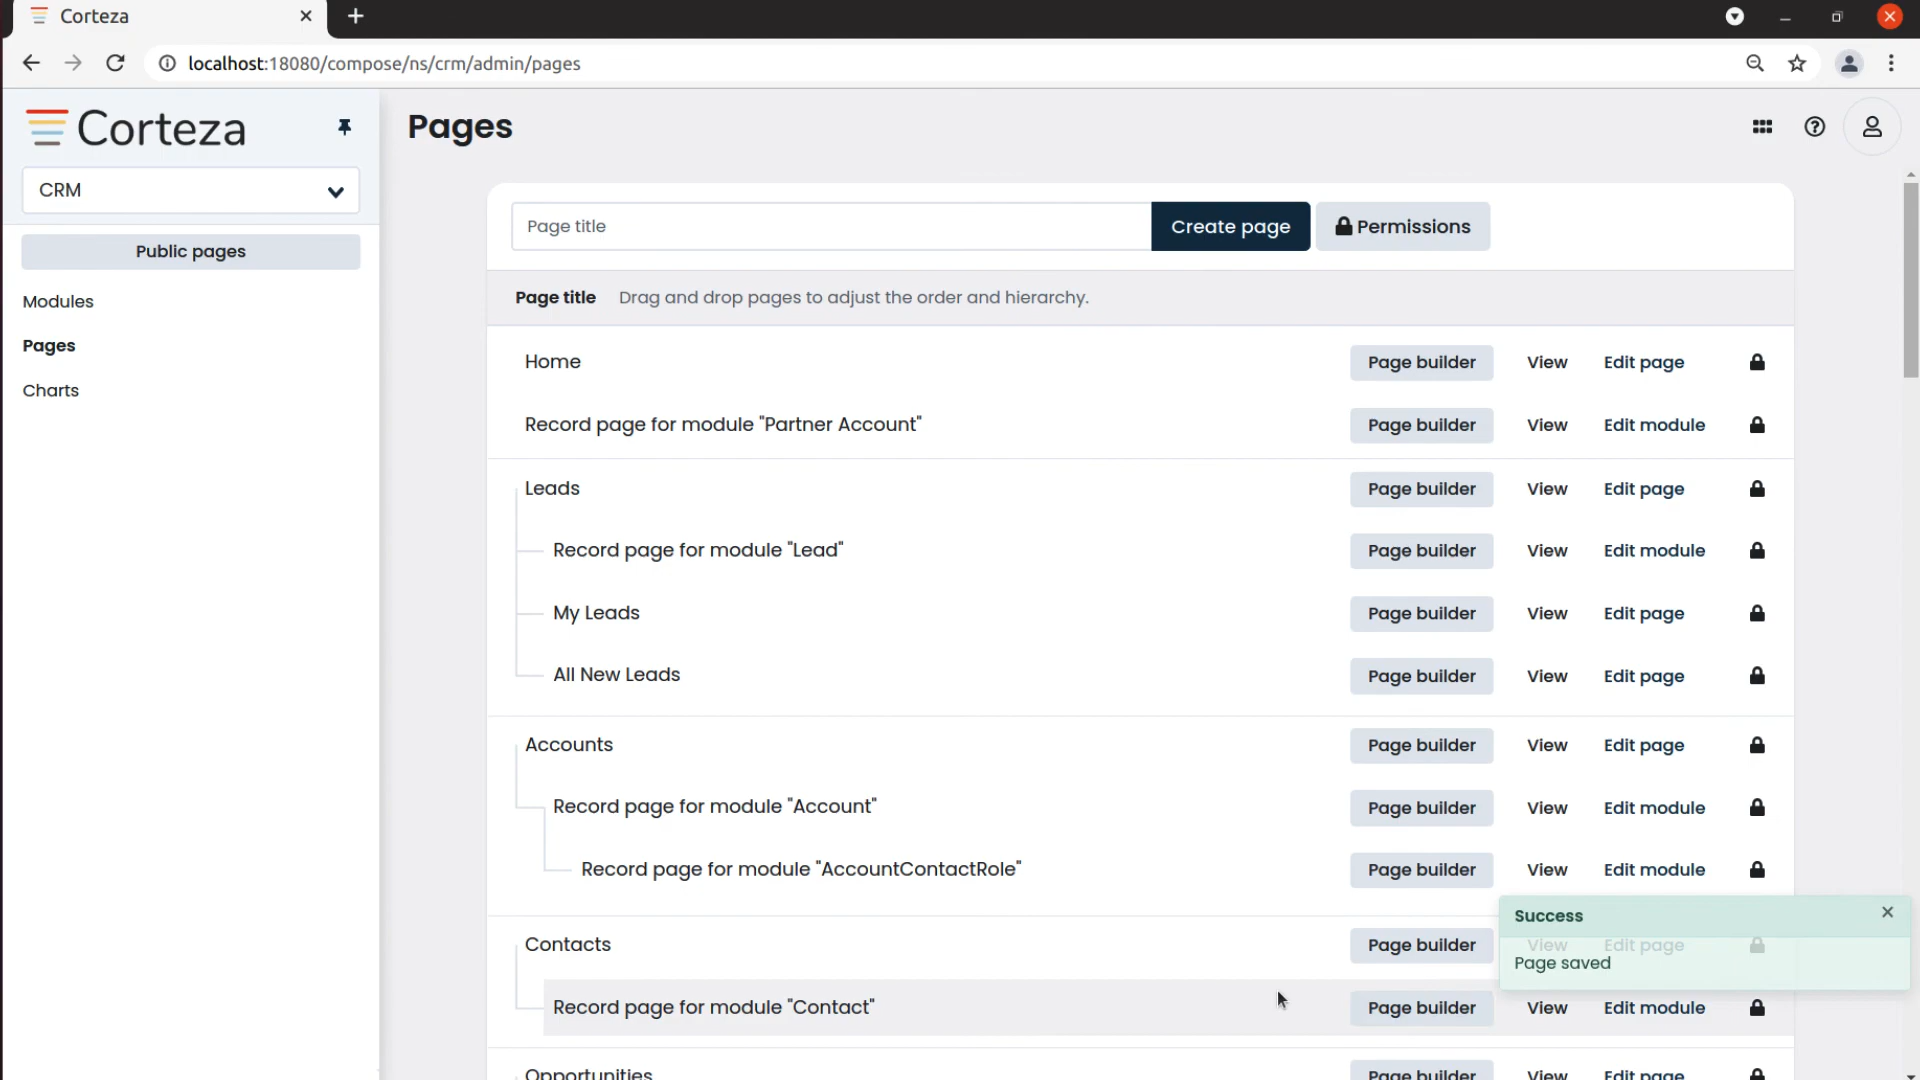 Corteza
localhost:18080/compose/ns/crm/admin/pages
Corteza
Pages
CRM
Public pages
Modules
Pages
Charts
Page title
Create page
Permissions
Page title Drag and drop pages to adjust the order and hierarchy.
Home Page builder View Edit page
Record page for module "Partner Account" Page builder View Edit module
Leads Page builder View Edit page
Record page for module "Lead" Page builder View Edit module
My Leads Page builder View Edit page
All New Leads Page builder View Edit page
Accounts Page builder View Edit page
Record page for module "Account" Page builder View Edit module
Record page for module "AccountContactRole" Page builder View Edit module
Success
Contacts Page builder View Edit page
Page saved
Record page for module "Contact" Page builder View Edit module
Opportunities Page builder View Edit page